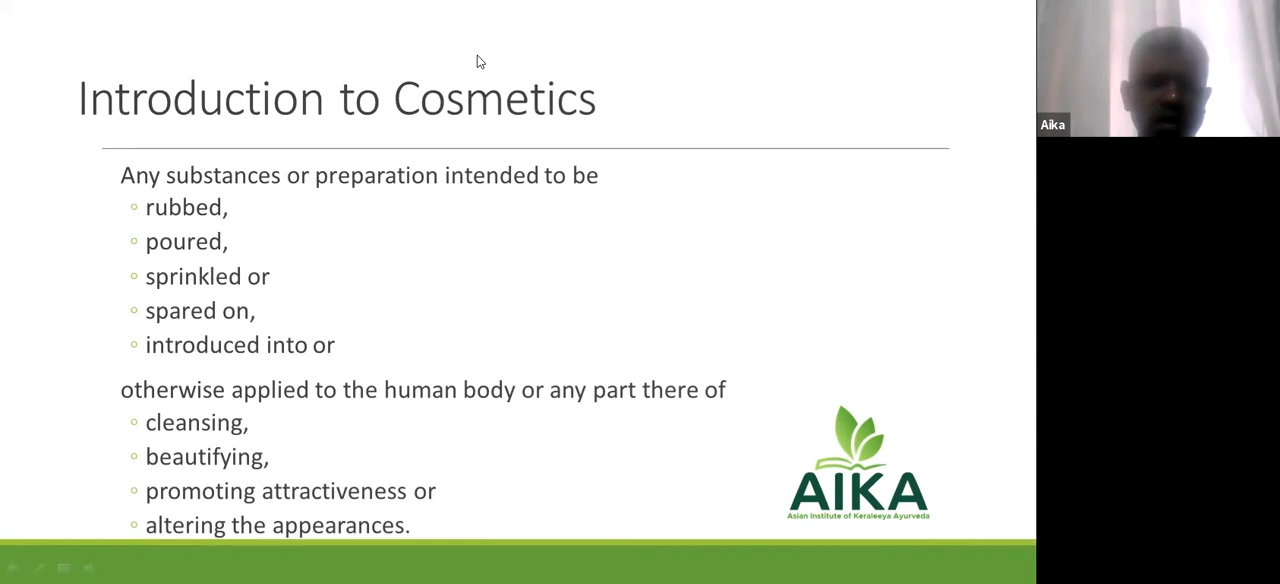 Introduction to Cosmetics
Any substances or preparation intended to be
rubbed,
poured,
sprinkled or
spared on,
introduced into or
otherwise applied to the human body or any part there of
cleansing,
beautifying,
promoting attractiveness or
altering the appearances.
AIKA
Asian Institute of Keraleeya Ayurveda
Aika